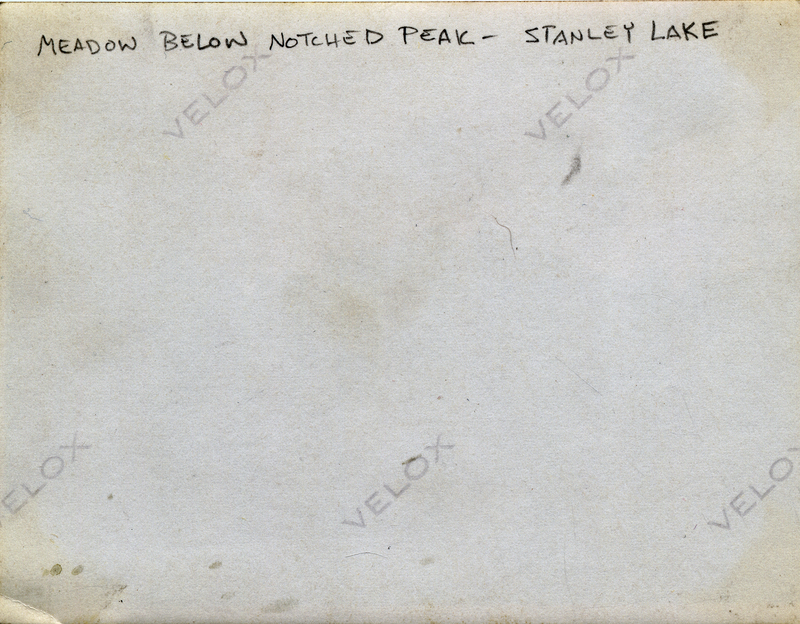 MEADOW BELOW NOTCHED PEAK - STANLEY LAKE
VELOX VELOX
VELOX VELOX VELOX